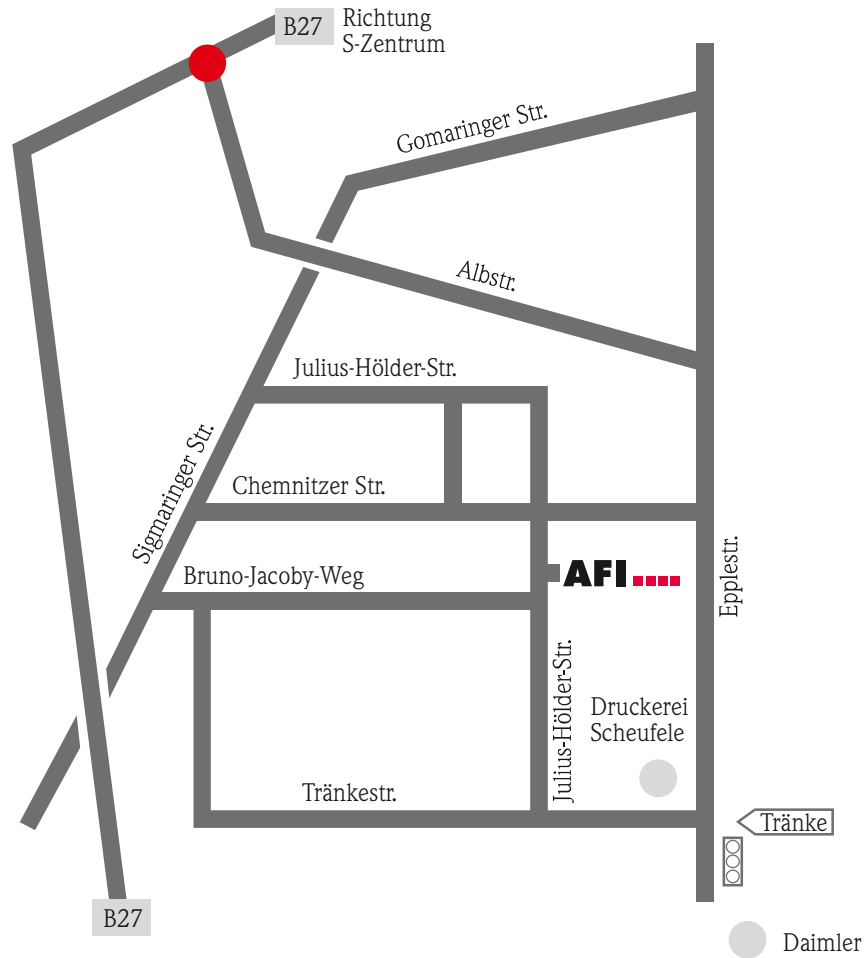 B27
Richtung
S-Zentrum
Gomaringer Str.
Albstr.
Julius-Hölder-Str.
Sigmaringer Str.
Chemnitzer Str.
Bruno-Jacoby-Weg
AFI
Epplestr.
Julius-Hölder-Str.
Druckerei
Scheufele
Tränkestr.
Tränke
B27
Daimler